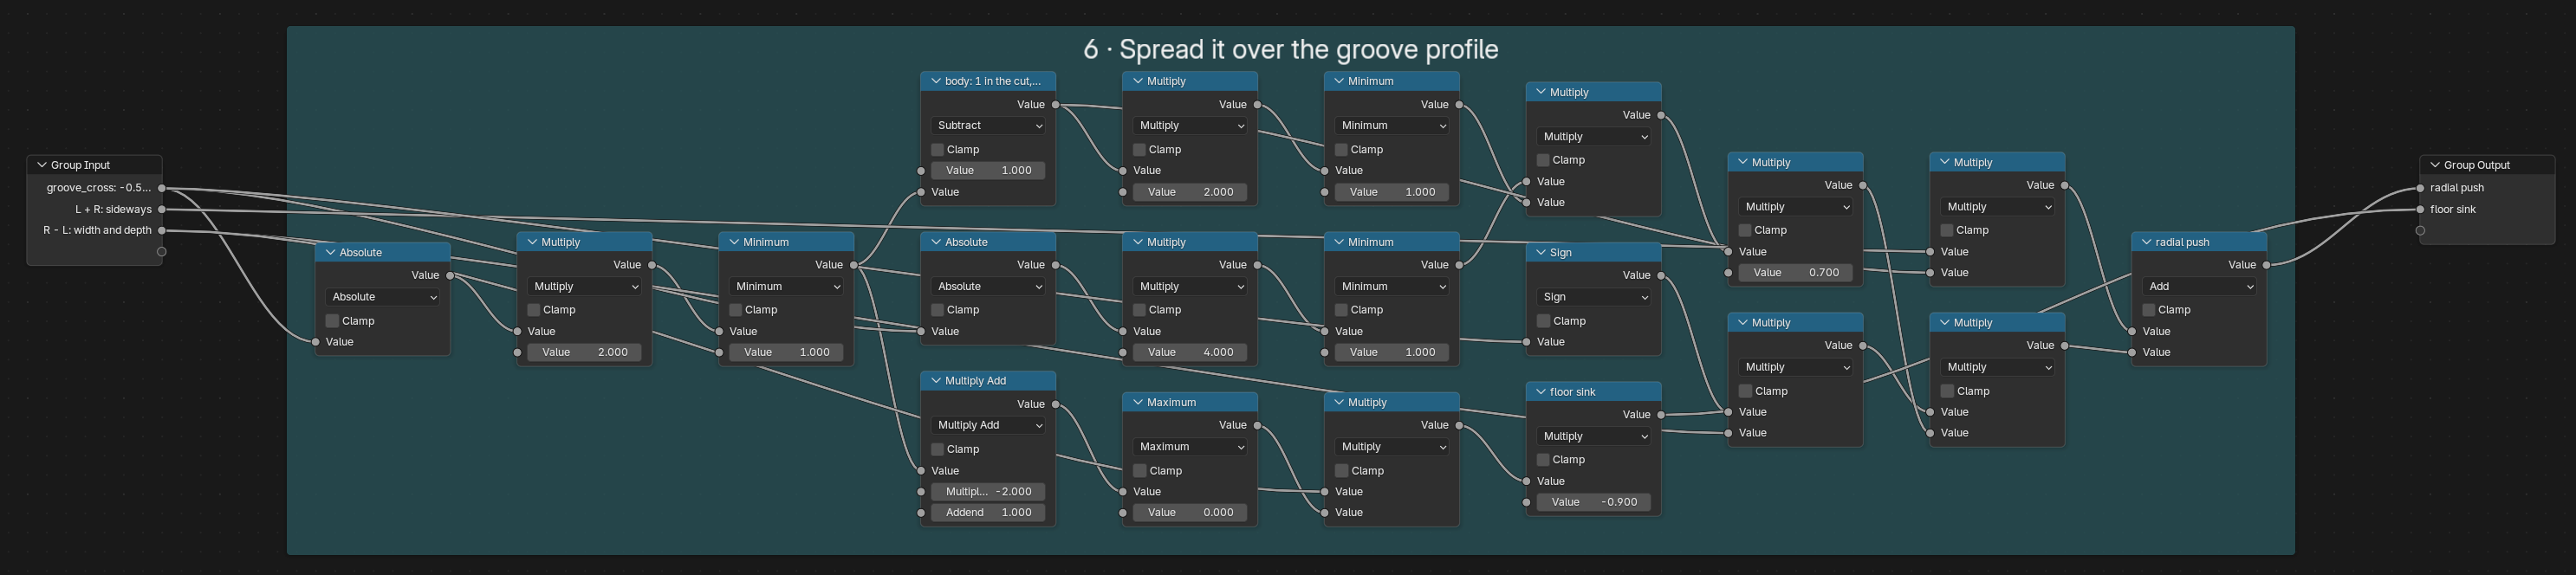 6 · Spread it over the groove profile
Group Input
groove_cross: -0.5...
L + R: sideways
R - L: width and depth
Absolute
Value
Absolute
Clamp
Value
Multiply
Value
Multiply
Clamp
Value
Value 2.000
Minimum
Value
Minimum
Clamp
Value
Value 1.000
body: 1 in the cut,...
Value
Subtract
Clamp
Value 1.000
Value
Absolute
Value
Absolute
Clamp
Value
Multiply Add
Value
Multiply Add
Clamp
Value
Multipl... -2.000
Addend 1.000
Multiply
Value
Multiply
Clamp
Value
Value 2.000
Multiply
Value
Multiply
Clamp
Value
Value 4.000
Maximum
Value
Maximum
Clamp
Value
Value 0.000
Minimum
Value
Minimum
Clamp
Value
Value 1.000
Minimum
Value
Minimum
Clamp
Value
Value 1.000
Multiply
Value
Multiply
Clamp
Value
Value
Multiply
Value
Multiply
Clamp
Value
Value
Sign
Value
Sign
Clamp
Value
floor sink
Value
Multiply
Clamp
Value
Value -0.900
Multiply
Value
Multiply
Clamp
Value
Value 0.700
Multiply
Value
Multiply
Clamp
Value
Value
Multiply
Value
Multiply
Clamp
Value
Value
Multiply
Value
Multiply
Clamp
Value
Value
radial push
Value
Add
Clamp
Value
Value
Group Output
radial push
floor sink